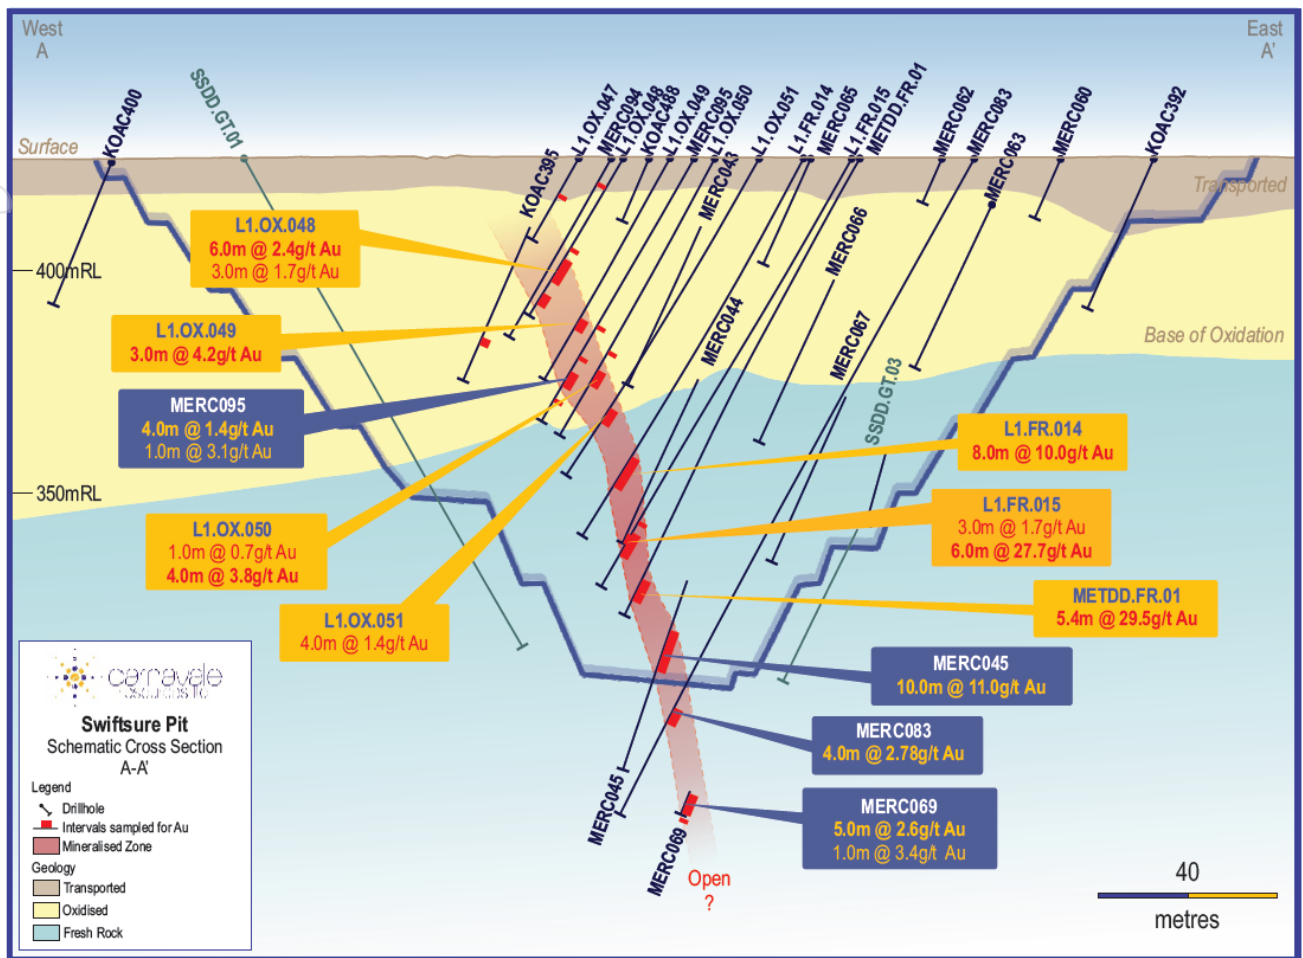 West
A
East
A'
KOAC400
SSDD.GT.01
KOAC395
L1.OX.047
MERC094
L1.OX.048
KOAC488
L1.OX.049
MERC095
L1.OX.050
MERC043
L1.OX.051
L1.FR.014
MERC065
L1.FR.015
METDD.FR.01
MERC062
MERC083
MERC063
MERC060
KOAC392
Surface
Transported
MERC066
MERC044
MERC067
SSDD.GT.03
400mRL
350mRL
Base of Oxidation
L1.OX.048
6.0m @ 2.4g/t Au
3.0m @ 1.7g/t Au
L1.OX.049
3.0m @ 4.2g/t Au
MERC095
4.0m @ 1.4g/t Au
1.0m @ 3.1g/t Au
L1.OX.050
1.0m @ 0.7g/t Au
4.0m @ 3.8g/t Au
L1.OX.051
4.0m @ 1.4g/t Au
L1.FR.014
8.0m @ 10.0g/t Au
L1.FR.015
3.0m @ 1.7g/t Au
6.0m @ 27.7g/t Au
METDD.FR.01
5.4m @ 29.5g/t Au
MERC045
10.0m @ 11.0g/t Au
MERC083
4.0m @ 2.78g/t Au
MERC069
5.0m @ 2.6g/t Au
1.0m @ 3.4g/t Au
MERC045
MERC069
Open
?
carnavale
resources ltd
Swiftsure Pit
Schematic Cross Section
A-A'
Legend
Drillhole
Intervals sampled for Au
Mineralised Zone
Geology
Transported
Oxidised
Fresh Rock
40
metres